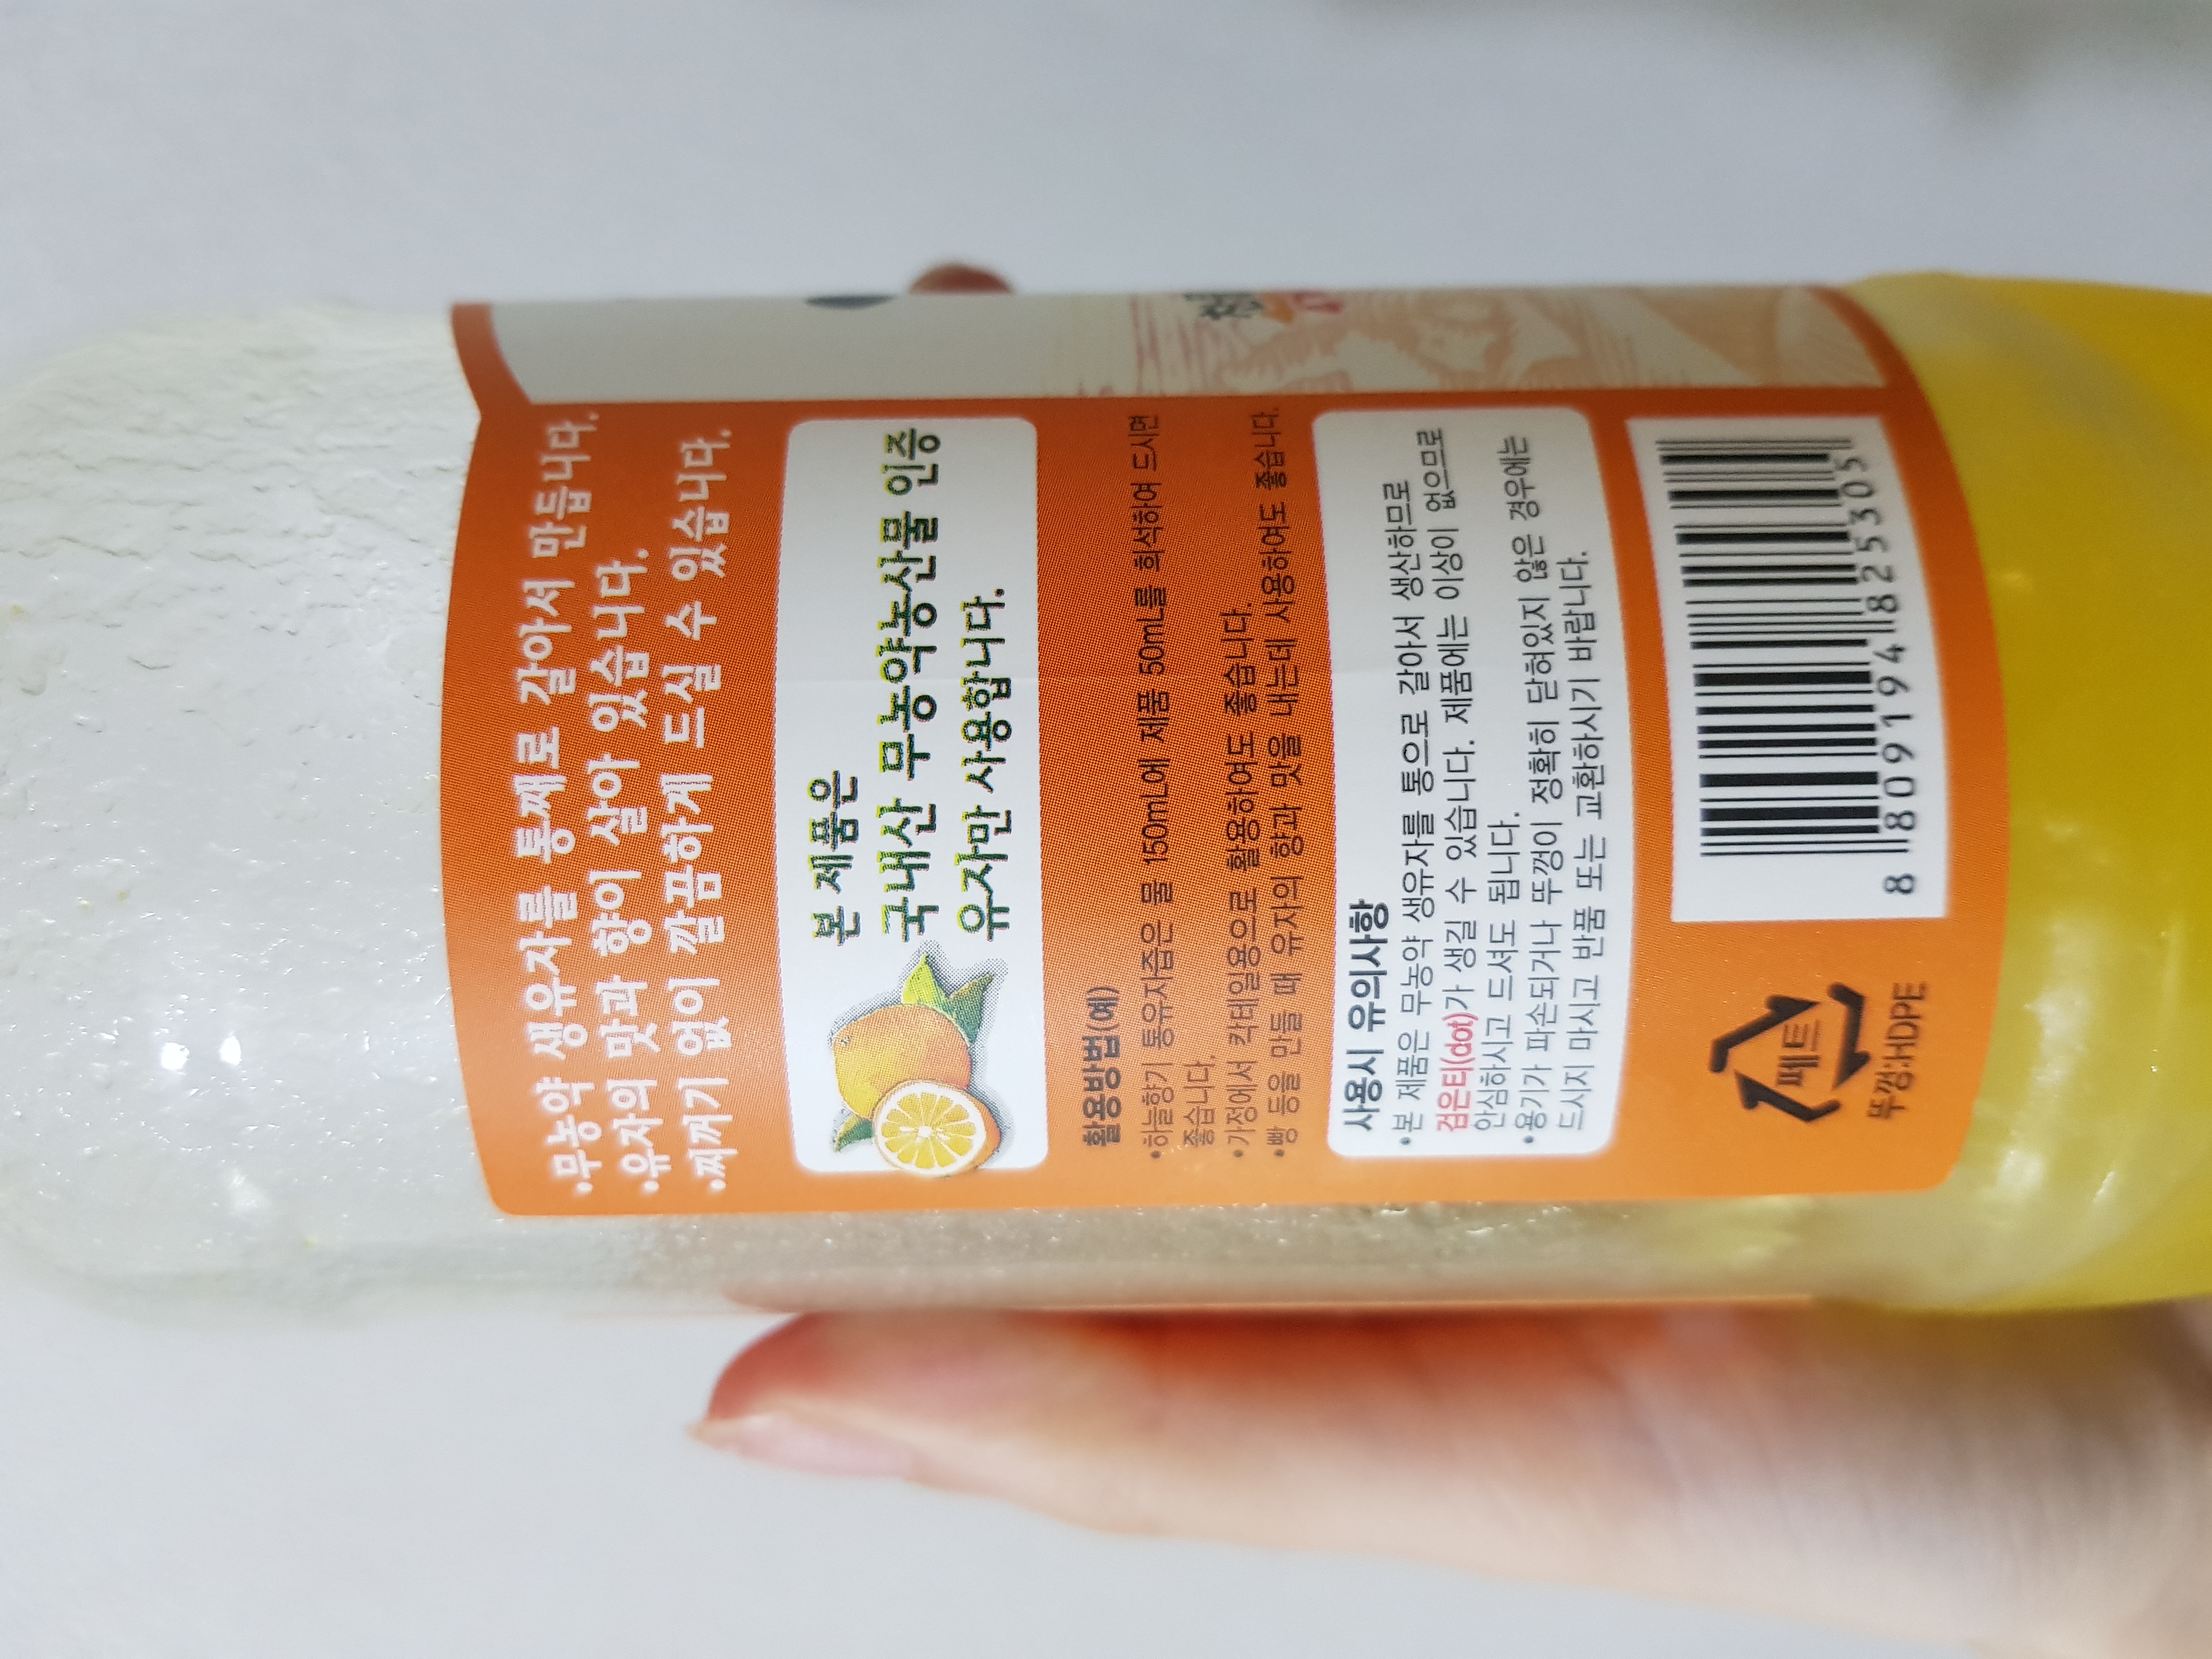 •무농약 생유자를 통째로 갈아서 만듭니다.
•유자의 맛과 향이 살아 있습니다.
•찌꺼기 없이 깔끔하게 드실 수 있습니다.
본 제품은
국내산 무농약농산물 인증
유자만 사용합니다.
활용방법(예)
•하늘향기 통유자즙은 물 150mL에 제품 50mL를 희석하여 드시면
좋습니다.
•가정에서 칵테일용으로 활용하여도 좋습니다.
•빵 등을 만들 때 유자의 향과 맛을 내는데 사용하여도 좋습니다.
사용시 유의사항
•본 제품은 무농약 생유자를 통으로 갈아서 생산하므로
검은티(dot)가 생길 수 있습니다. 제품에는 이상이 없으므로
안심하시고 드셔도 됩니다.
•용기가 파손되거나 뚜껑이 정확히 닫혀있지 않은 경우에는
드시지 마시고 반품 또는 교환하시기 바랍니다.
페트
뚜껑:HDPE
8 809194 825305